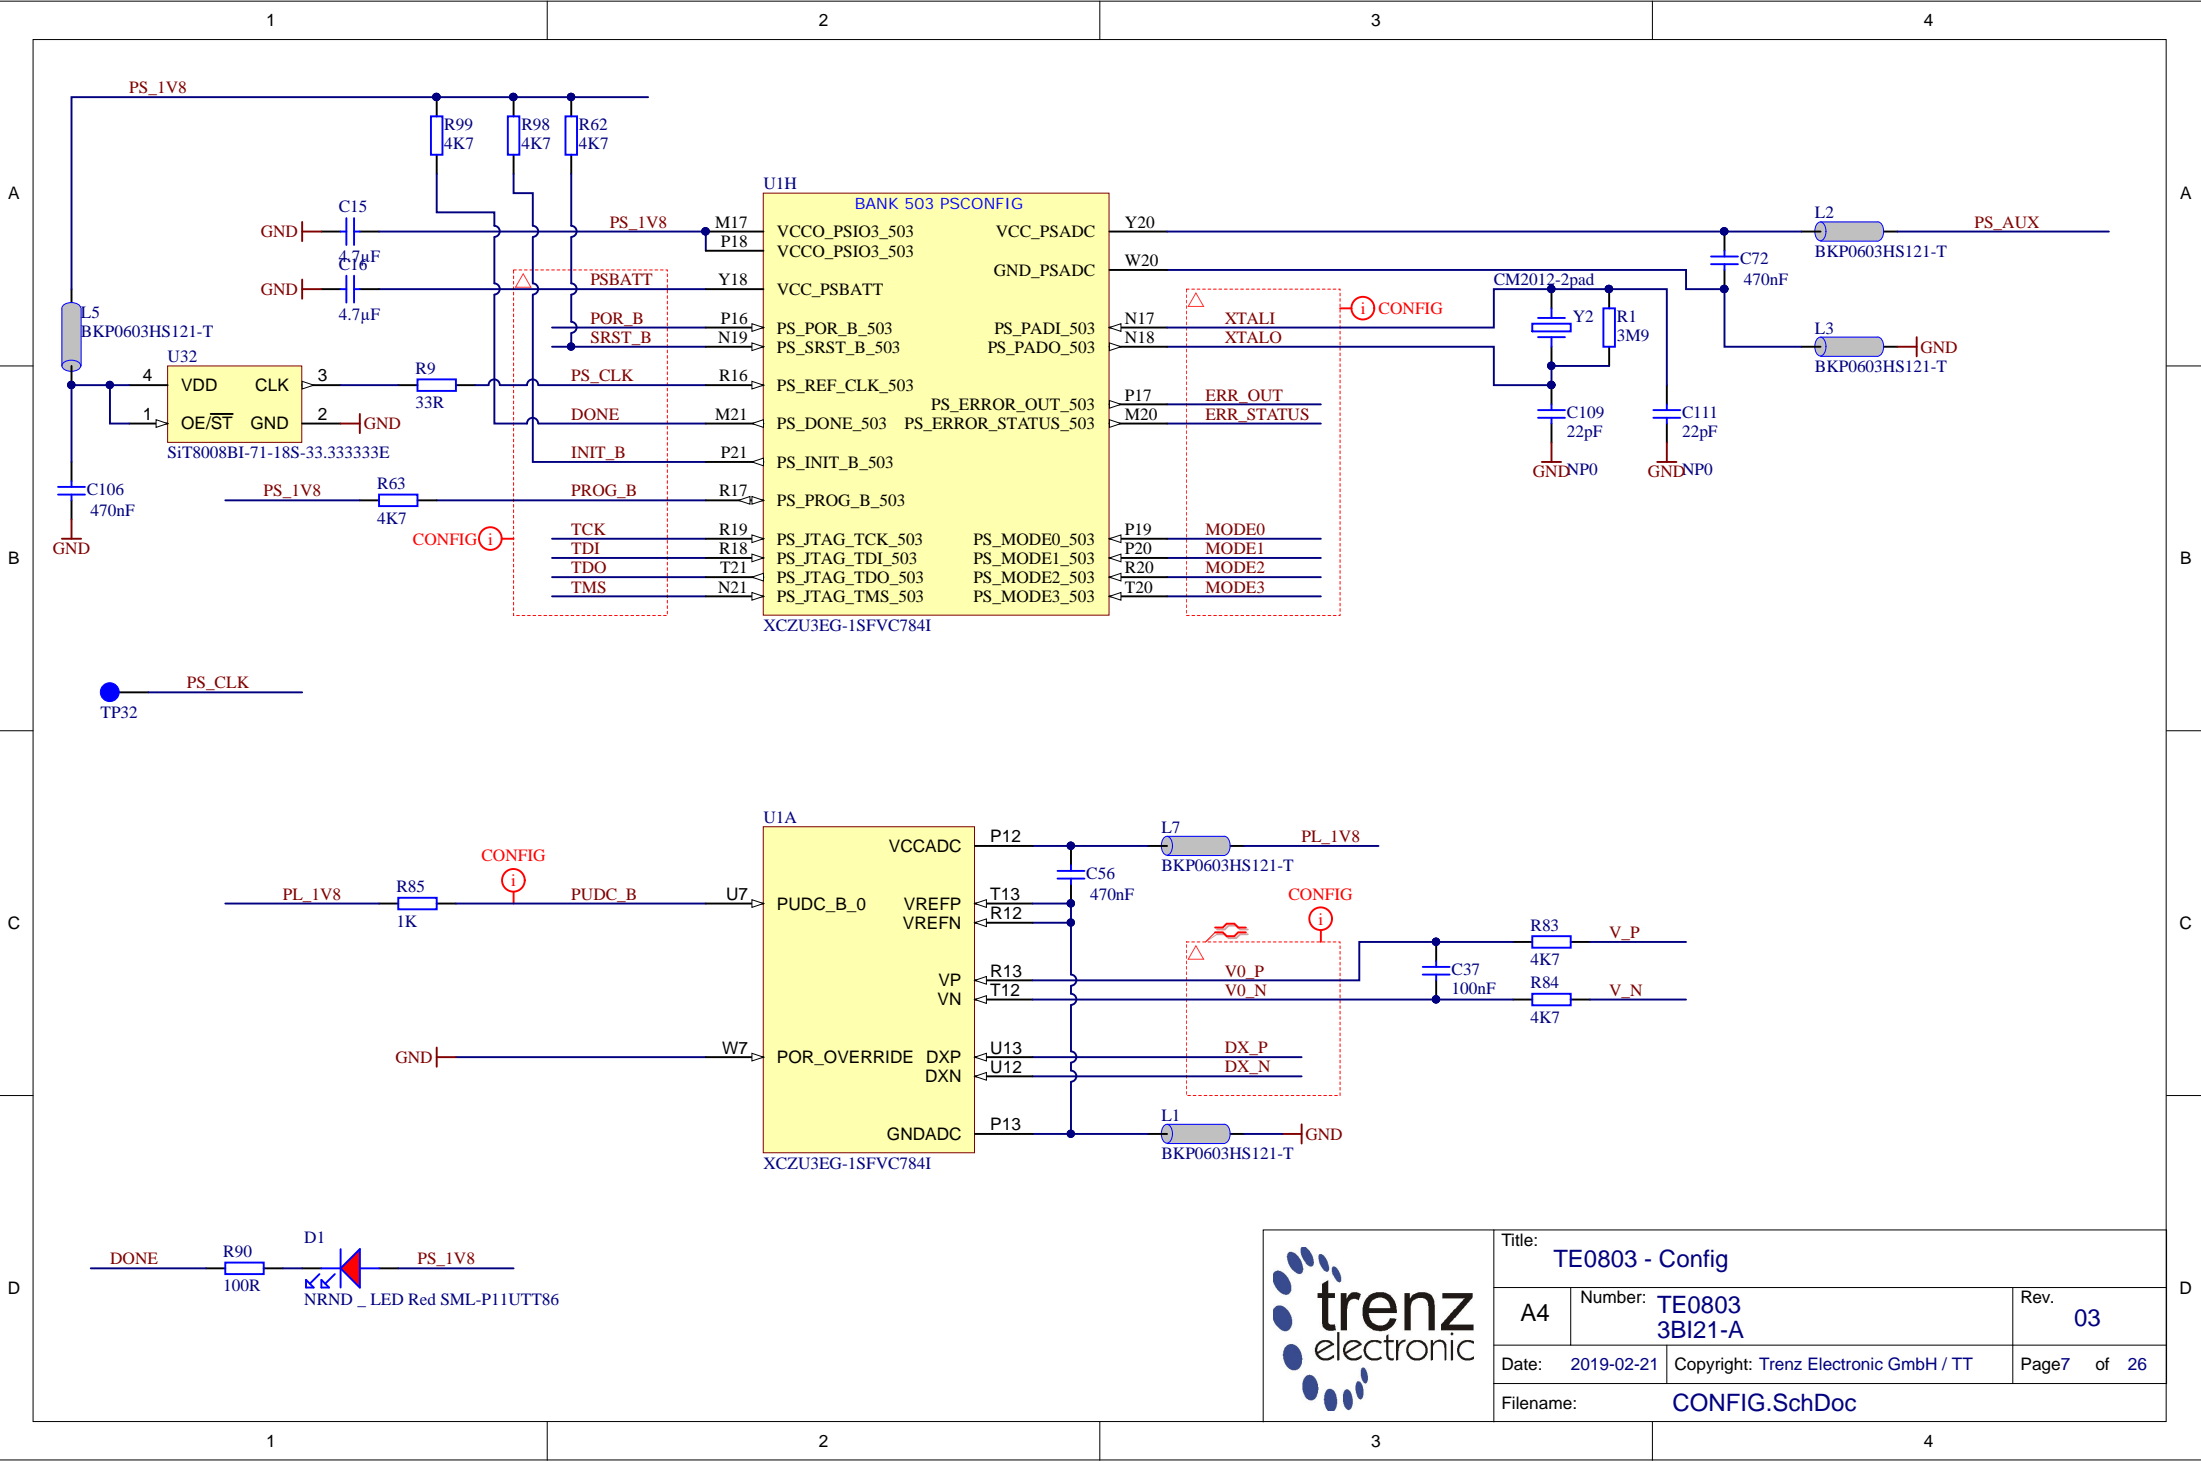 1 2 3 4
A A
B B
C C
D D
PS_1V8
R99
4K7
R98
4K7
R62
4K7
C15
GND
4.7µF
PS_1V8
C16
GND
4.7µF
PSBATT
POR_B
SRST_B
L5
BKP0603HS121-T
U32
4 VDD CLK 3
1 OE/ST GND 2 GND
SiT8008BI-71-18S-33.333333E
R9
33R
PS_CLK
DONE
INIT_B
C106
470nF
GND
PS_1V8
R63
4K7
PROG_B
CONFIG i
TCK
TDI
TDO
TMS
U1H
BANK 503 PSCONFIG
M17 VCCO_PSIO3_503 VCC_PSADC Y20
P18 VCCO_PSIO3_503
GND_PSADC W20
Y18 VCC_PSBATT
P16 PS_POR_B_503 PS_PADI_503 N17
N19 PS_SRST_B_503 PS_PADO_503 N18
R16 PS_REF_CLK_503
PS_ERROR_OUT_503 P17
M21 PS_DONE_503 PS_ERROR_STATUS_503 M20
P21 PS_INIT_B_503
R17 PS_PROG_B_503
R19 PS_JTAG_TCK_503 PS_MODE0_503 P19
R18 PS_JTAG_TDI_503 PS_MODE1_503 P20
T21 PS_JTAG_TDO_503 PS_MODE2_503 R20
N21 PS_JTAG_TMS_503 PS_MODE3_503 T20
XCZU3EG-1SFVC784I
i CONFIG
XTALI
XTALO
ERR_OUT
ERR_STATUS
MODE0
MODE1
MODE2
MODE3
CM2012-2pad
Y2
R1
3M9
C109
22pF
GND NP0
C111
22pF
GND NP0
C72
470nF
L2
BKP0603HS121-T
PS_AUX
L3
BKP0603HS121-T
GND
PS_CLK
TP32
U1A
PL_1V8
R85
1K
CONFIG
i
PUDC_B
U7 PUDC_B_0
GND
W7 POR_OVERRIDE
VCCADC P12
VREFP T13
VREFN R12
VP R13
VN T12
DXP U13
DXN U12
GNDADC P13
XCZU3EG-1SFVC784I
L7
BKP0603HS121-T
PL_1V8
C56
470nF
CONFIG
i
V0_P
V0_N
DX_P
DX_N
C37
100nF
R83
4K7
V_P
R84
4K7
V_N
L1
BKP0603HS121-T
GND
DONE
R90
100R
D1
PS_1V8
NRND _ LED Red SML-P11UTT86
trenz
electronic
Title:
TE0803 - Config
A4
Number: TE0803
3BI21-A
Rev.
03
Date: 2019-02-21 Copyright: Trenz Electronic GmbH / TT Page7 of 26
Filename: CONFIG.SchDoc
1 2 3 4